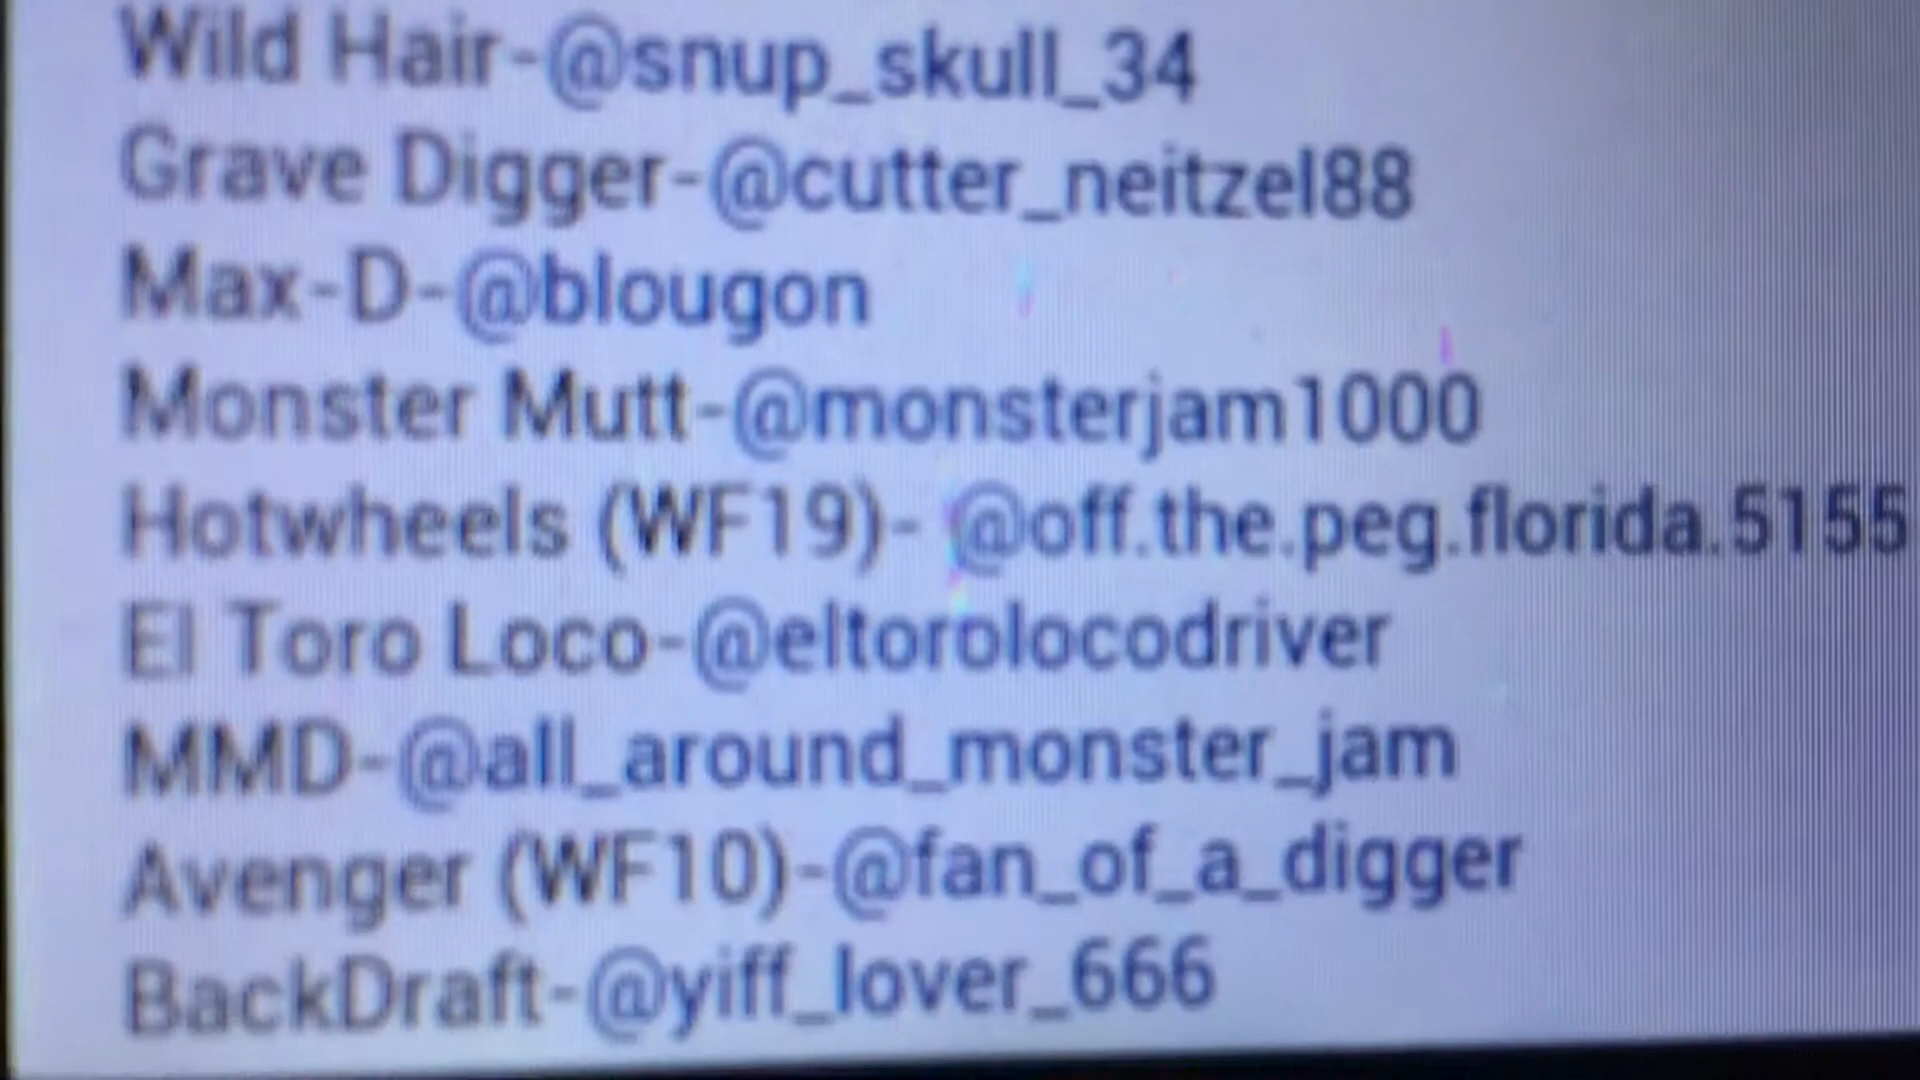 Wild Hair-@snup_skull_34
Grave Digger-@cutter_neitzel88
Max-D-@blougon
Monster Mutt-@monsterjam1000
Hotwheels (WF19)- @off.the.peg.florida.5155
El Toro Loco-@eltorolocodriver
MMD-@all_around_monster_jam
Avenger (WF10)-@fan_of_a_digger
BackDraft-@yiff_lover_666